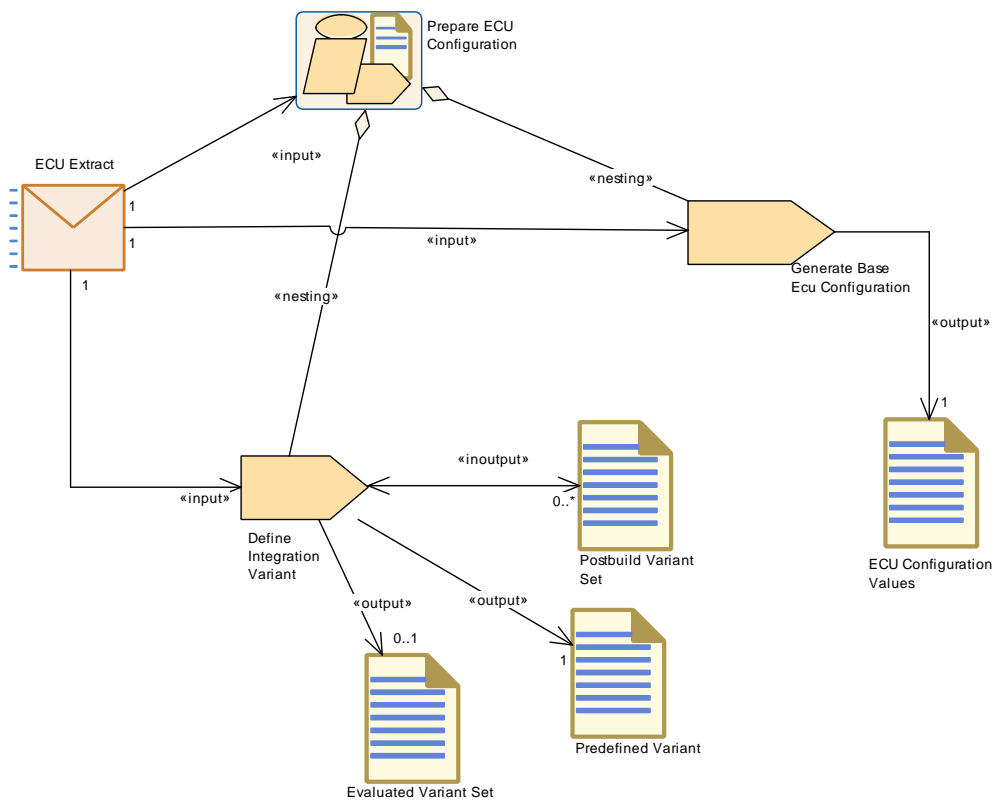 Prepare ECU
Configuration
«input»
ECU Extract
«nesting»
1
1
«input»
1
Generate Base
Ecu Configuration
«nesting»
«output»
1
«inoutput»
«input»
0..*
Define
Integration
Variant
Postbuild Variant
Set
ECU Configuration
Values
«output»
«output»
0..1
1
Predefined Variant
Evaluated Variant Set